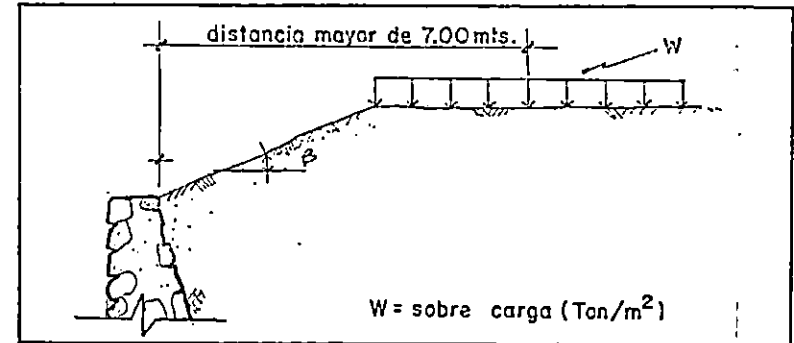 distancia mayor de 7.00 mts.
W
β
W = sobre carga (Ton/m²)